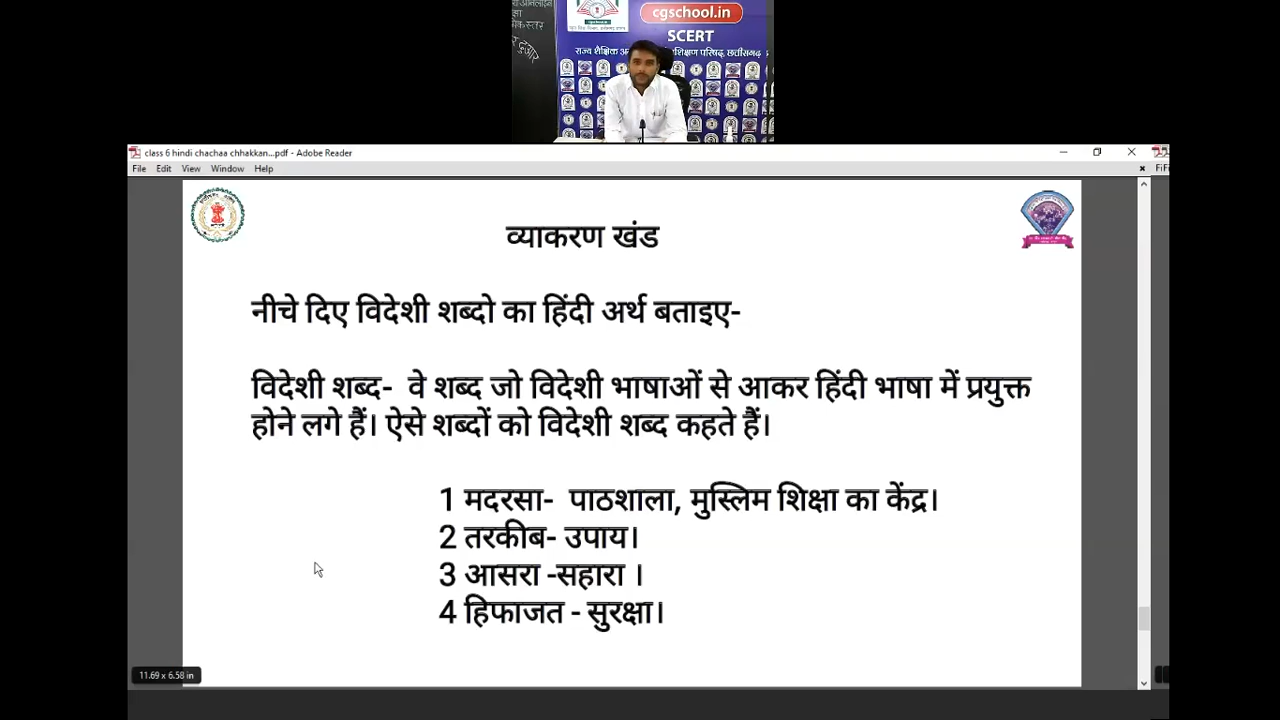 cgschool.in
SCERT
class 6 hindi chachaa chhakkan...pdf - Adobe Reader
File Edit View Window Help
व्याकरण खंड
नीचे दिए विदेशी शब्दो का हिंदी अर्थ बताइए-
विदेशी शब्द- वे शब्द जो विदेशी भाषाओं से आकर हिंदी भाषा में प्रयुक्त
होने लगे हैं। ऐसे शब्दों को विदेशी शब्द कहते हैं।
1 मदरसा- पाठशाला, मुस्लिम शिक्षा का केंद्र।
2 तरकीब- उपाय।
3 आसरा -सहारा ।
4 हिफाजत - सुरक्षा।
11.69 x 6.58 in